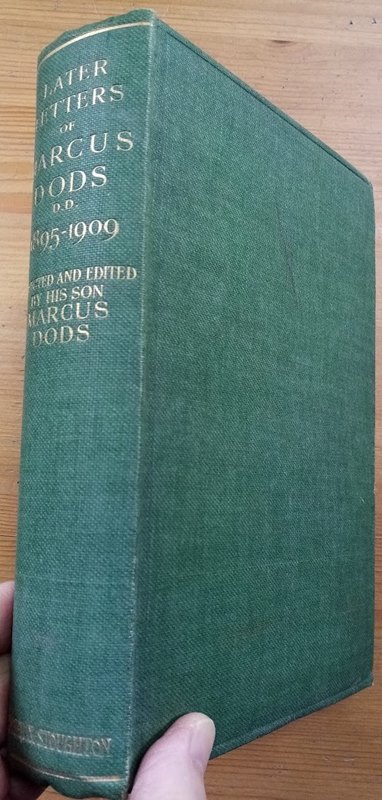 LATER
LETTERS
OF
MARCUS
DODS
D.D.
1895-1909
SELECTED AND EDITED
BY HIS SON
MARCUS
DODS
STOUGHTON